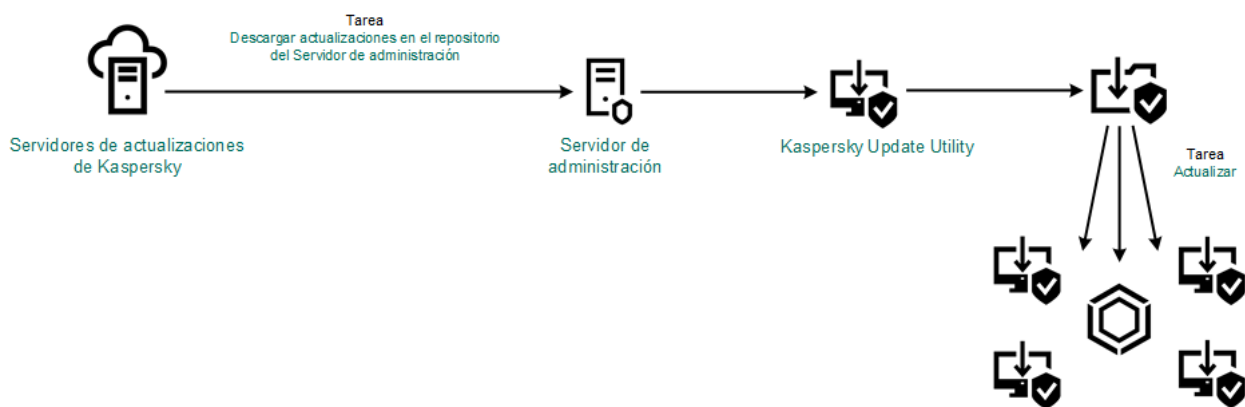 Tarea
Descargar actualizaciones en el repositorio
del Servidor de administración
Servidores de actualizaciones
de Kaspersky
Servidor de
administración
Kaspersky Update Utility
Tarea
Actualizar